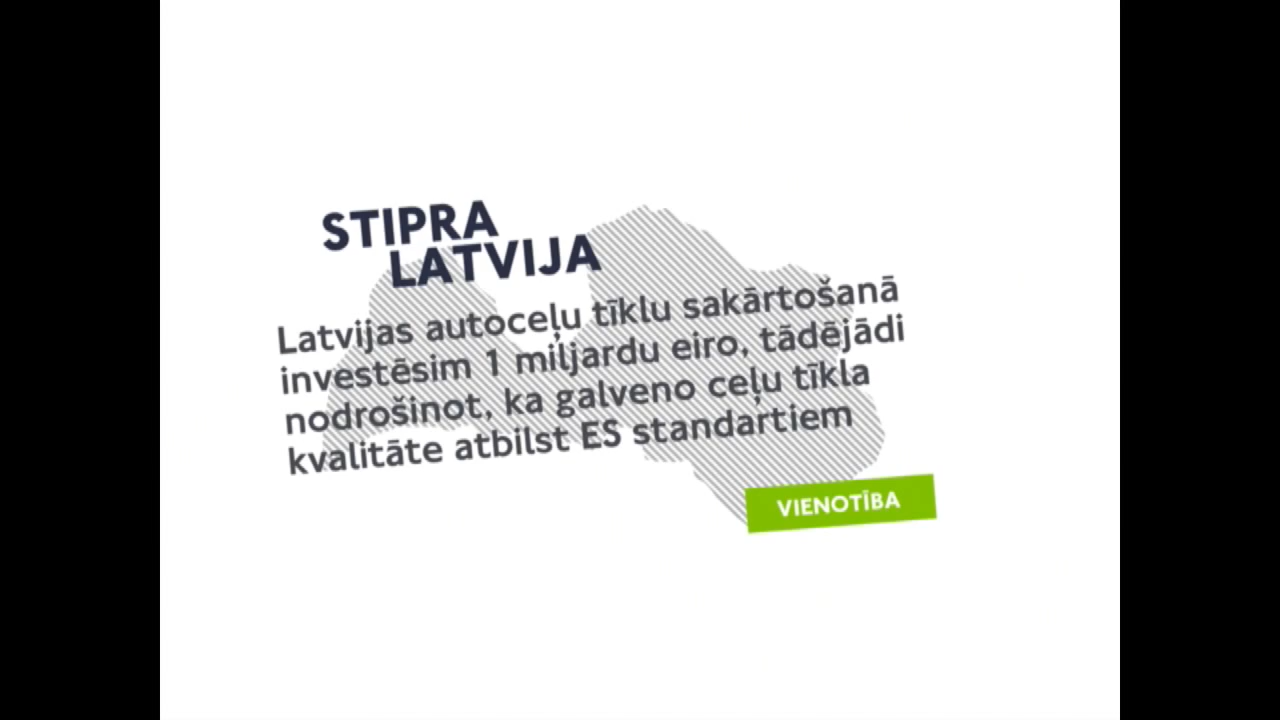 STIPRA
LATVIJA
Latvijas autoceļu tīklu sakārtošanā
investēsim 1 miljardu eiro, tādējādi
nodrošinot, ka galveno ceļu tīkla
kvalitāte atbilst ES standartiem
VIENOTĪBA